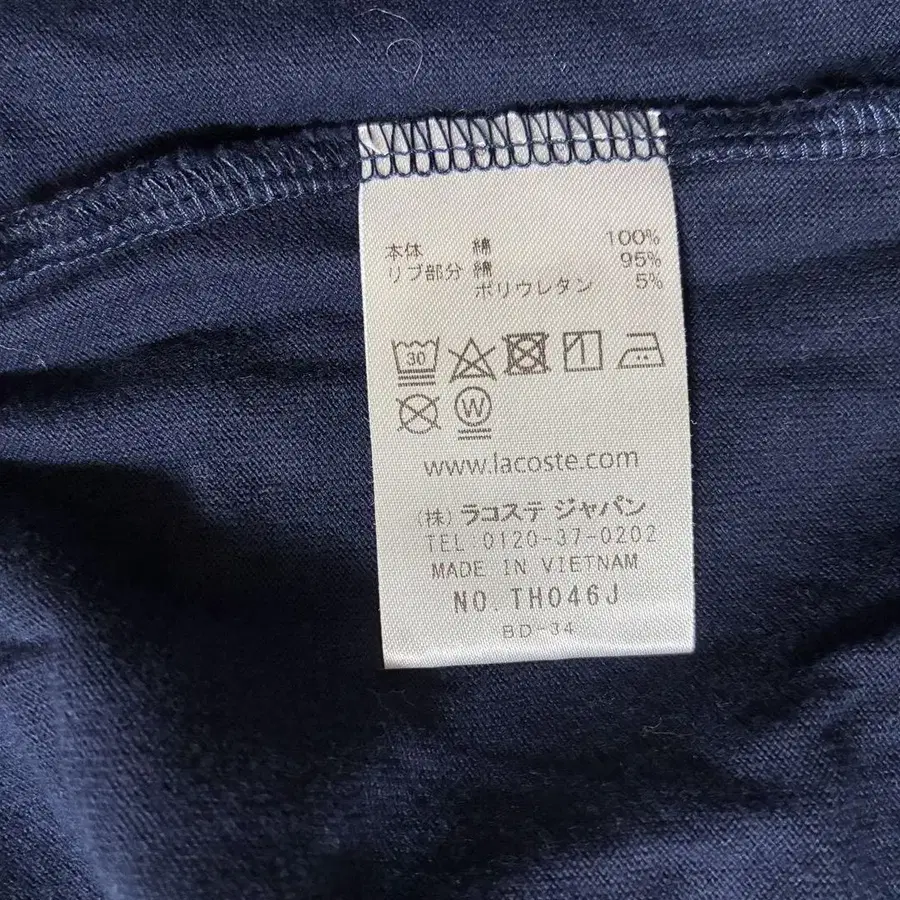 本体 綿 100%
リブ部分 綿 95%
ポリウレタン 5%
30
W
www.lacoste.com
(株) ラコステ ジャパン
TEL 0120-37-0202
MADE IN VIETNAM
NO. TH046J
BD-34